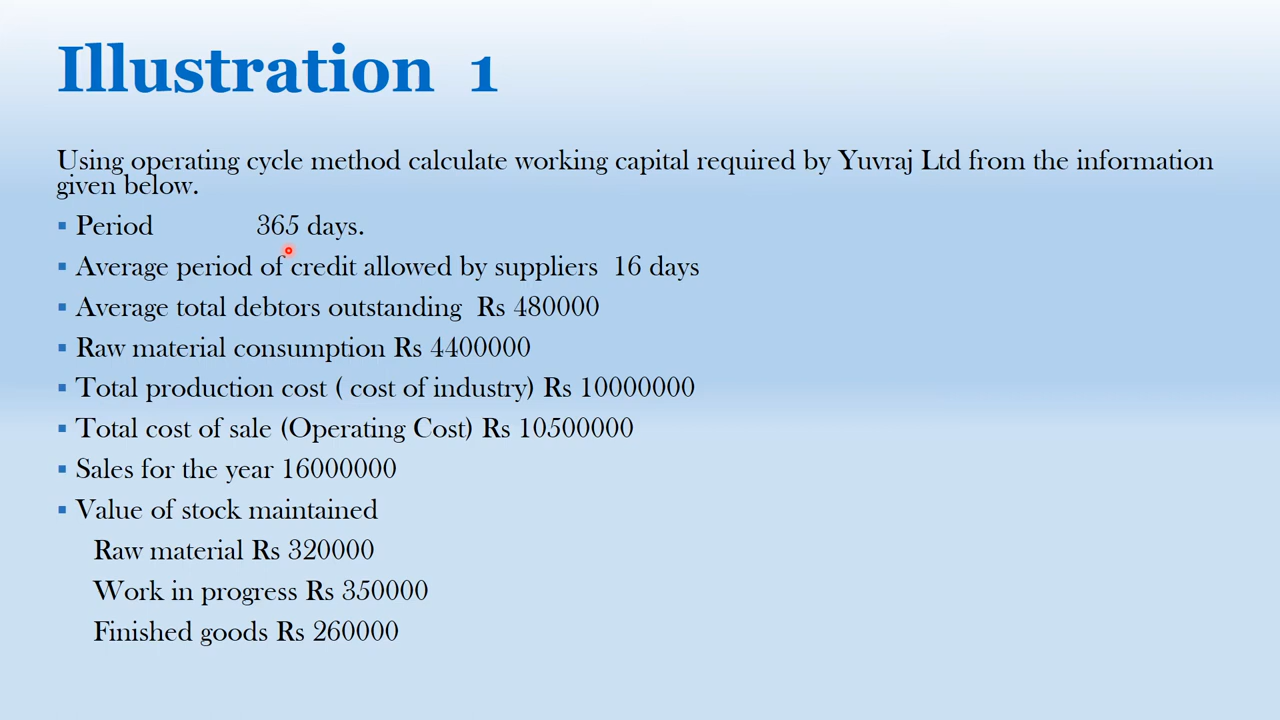 Illustration 1
Using operating cycle method calculate working capital required by Yuvraj Ltd from the information
given below.
▪ Period 365 days.
▪ Average period of credit allowed by suppliers 16 days
▪ Average total debtors outstanding Rs 480000
▪ Raw material consumption Rs 4400000
▪ Total production cost ( cost of industry) Rs 10000000
▪ Total cost of sale (Operating Cost) Rs 10500000
▪ Sales for the year 16000000
▪ Value of stock maintained
Raw material Rs 320000
Work in progress Rs 350000
Finished goods Rs 260000